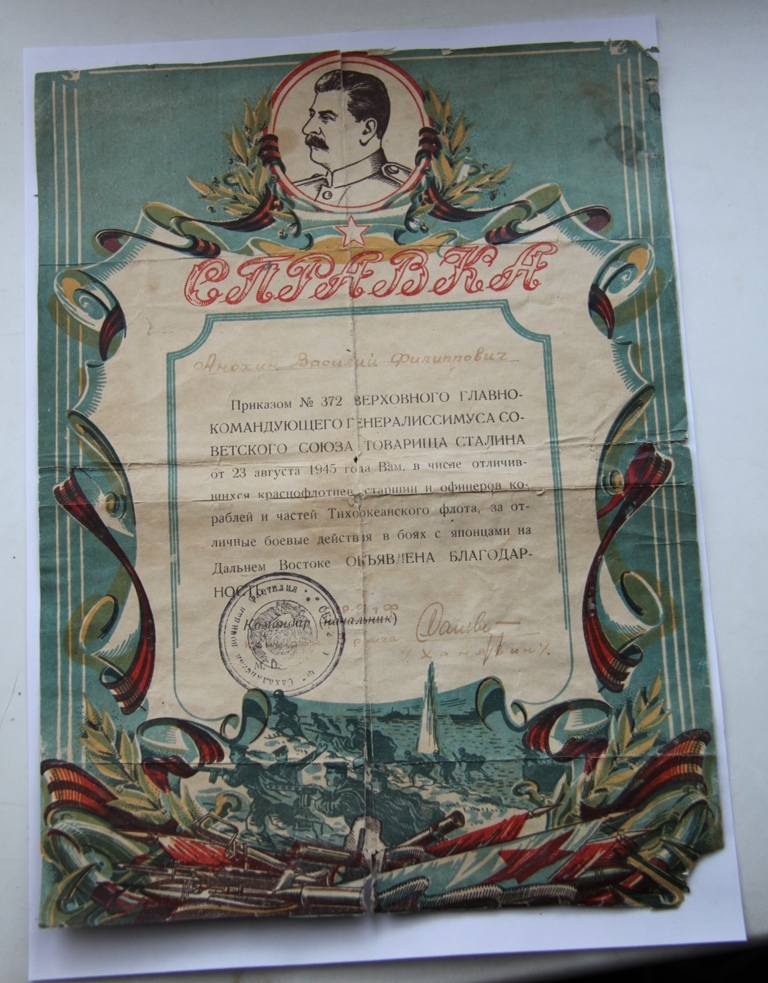 СПРАВКА
Анохин Василий Филиппович
Приказом № 372 ВЕРХОВНОГО ГЛАВНО-
КОМАНДУЮЩЕГО ГЕНЕРАЛИССИМУСА СО-
ВЕТСКОГО СОЮЗА ТОВАРИЩА СТАЛИНА
от 23 августа 1945 года Вам, в числе отличив-
шихся краснофлотцев, старшин и офицеров ко-
раблей и частей Тихоокеанского флота, за от-
личные боевые действия в боях с японцами на
Дальнем Востоке ОБЪЯВЛЕНА БЛАГОДАР-
НОСТЬ.
Командир (начальник)
М. П.
военная флотилия